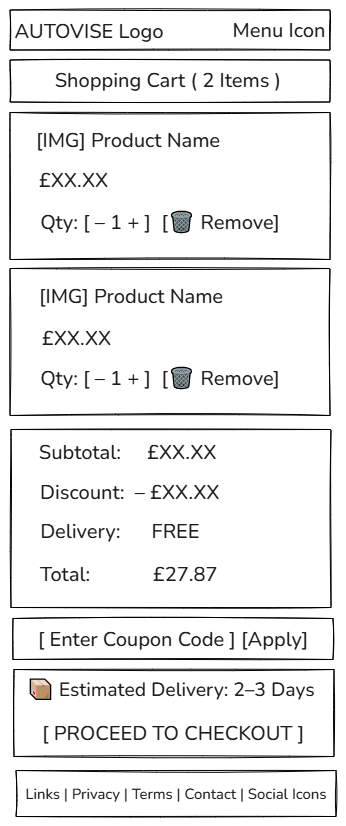 AUTOVISE Logo Menu Icon
Shopping Cart ( 2 Items )
[IMG] Product Name
£XX.XX
Qty: [ – 1 + ] [🗑 Remove]
[IMG] Product Name
£XX.XX
Qty: [ – 1 + ] [🗑 Remove]
Subtotal: £XX.XX
Discount: – £XX.XX
Delivery: FREE
Total: £27.87
[ Enter Coupon Code ] [Apply]
📦 Estimated Delivery: 2–3 Days
[ PROCEED TO CHECKOUT ]
Links | Privacy | Terms | Contact | Social Icons